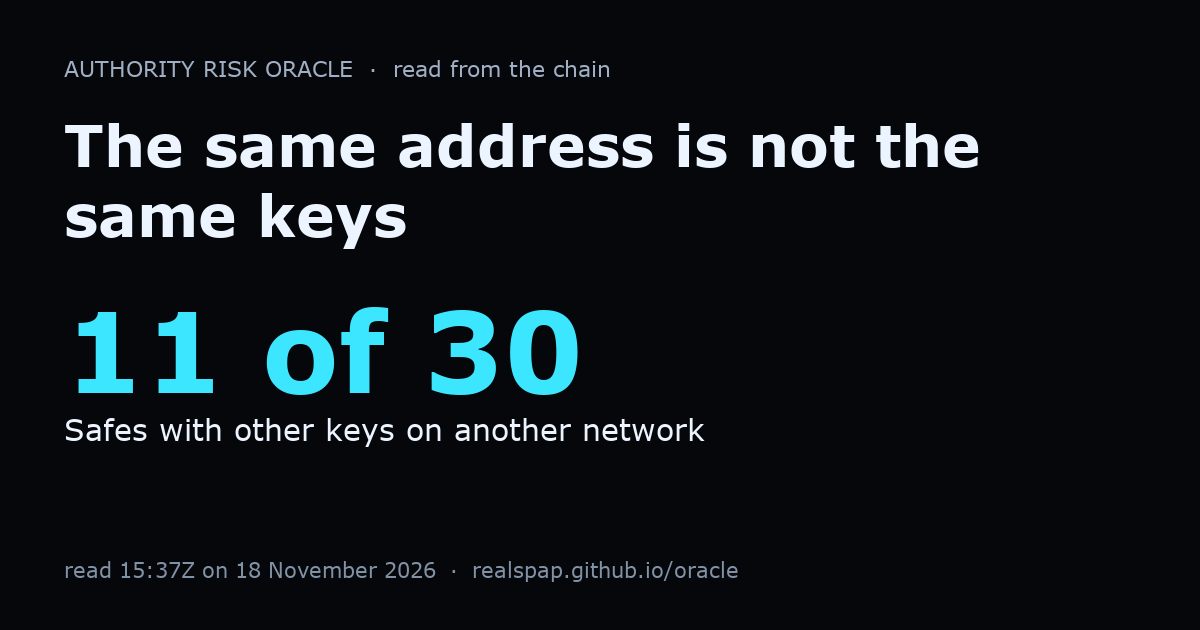 AUTHORITY RISK ORACLE · read from the chain
The same address is not the
same keys
11 of 30
Safes with other keys on another network
read 15:37Z on 18 November 2026 · realspap.github.io/oracle